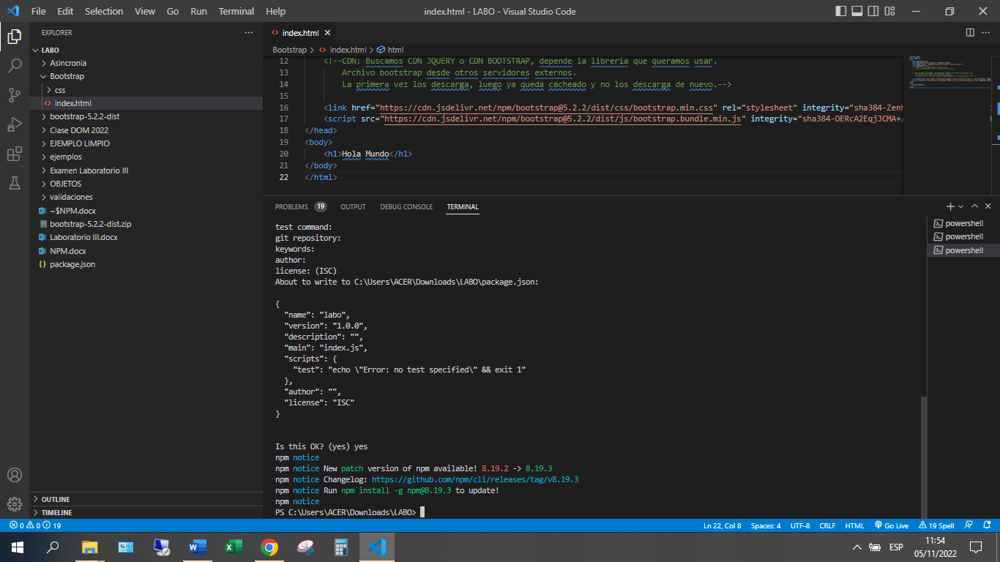 File Edit Selection View Go Run Terminal Help
index.html - LABO - Visual Studio Code
EXPLORER
LABO
Asincronia
Bootstrap
css
index.html
bootstrap-5.2.2-dist
Clase DOM 2022
EJEMPLO LIMPIO
ejemplos
Examen Laboratorio III
OBJETOS
validaciones
~$NPM.docx
bootstrap-5.2.2-dist.zip
Laboratorio III.docx
NPM.docx
package.json
OUTLINE
TIMELINE
index.html
Bootstrap > index.html > html
12 <!--CDN: Buscamos CDN JQUERY o CDN BOOTSTRAP, depende la libreria que queramos usar.
13 Archivo bootstrap desde otros servidores externos.
14 La primera vez los descarga, luego ya queda cacheado y no los descarga de nuevo.-->
15
16 <link href="https://cdn.jsdelivr.net/npm/bootstrap@5.2.2/dist/css/bootstrap.min.css" rel="stylesheet" integrity="sha384-Zenh
17 <script src="https://cdn.jsdelivr.net/npm/bootstrap@5.2.2/dist/js/bootstrap.bundle.min.js" integrity="sha384-OERcA2EqjJCMA+/
18 </head>
19 <body>
20 <h1>Hola Mundo</h1>
21 </body>
22 </html>
PROBLEMS 19 OUTPUT DEBUG CONSOLE TERMINAL
test command:
git repository:
keywords:
author:
license: (ISC)
About to write to C:\Users\ACER\Downloads\LABO\package.json:
{
"name": "labo",
"version": "1.0.0",
"description": "",
"main": "index.js",
"scripts": {
"test": "echo \"Error: no test specified\" && exit 1"
},
"author": "",
"license": "ISC"
}
Is this OK? (yes) yes
npm notice
npm notice New patch version of npm available! 8.19.2 -> 8.19.3
npm notice Changelog: https://github.com/npm/cli/releases/tag/v8.19.3
npm notice Run npm install -g npm@8.19.3 to update!
npm notice
PS C:\Users\ACER\Downloads\LABO>
powershell
powershell
powershell
0 0 19
Ln 22, Col 8 Spaces: 4 UTF-8 CRLF HTML Go Live 19 Spell
ESP
11:54
05/11/2022